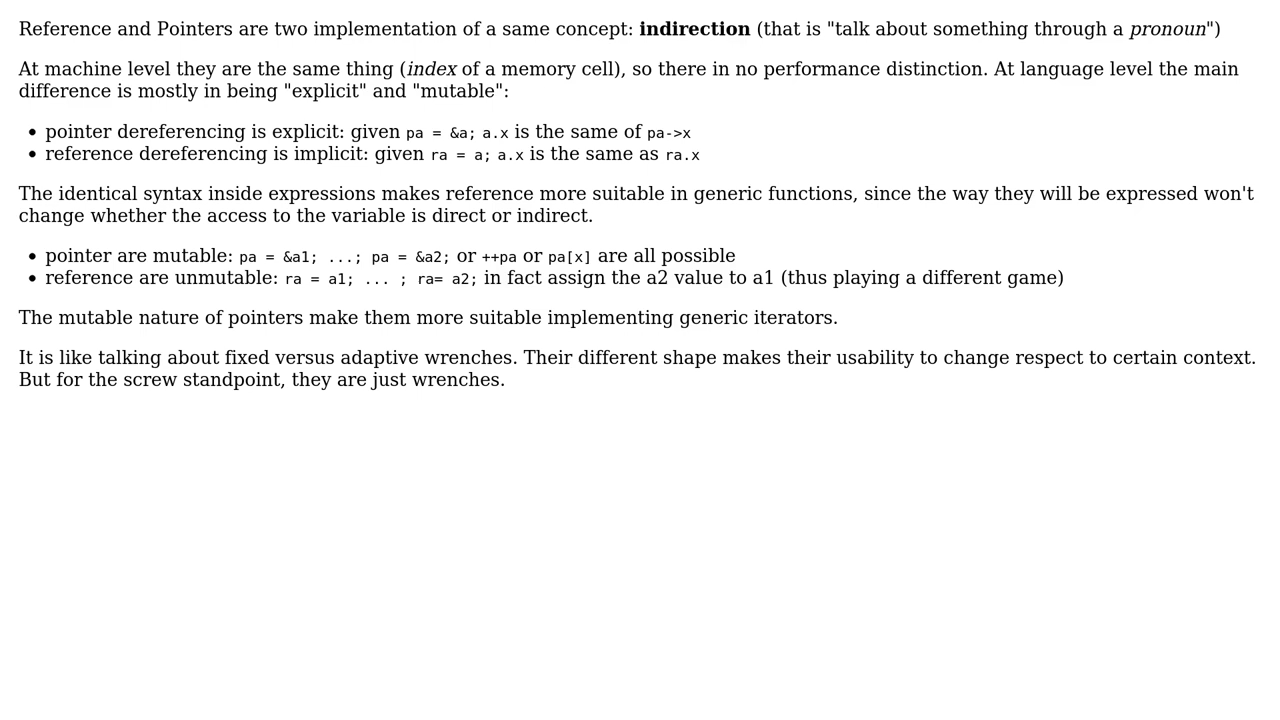 Reference and Pointers are two implementation of a same concept: indirection (that is "talk about something through a pronoun")
At machine level they are the same thing (index of a memory cell), so there in no performance distinction. At language level the main
difference is mostly in being "explicit" and "mutable":
• pointer dereferencing is explicit: given pa = &a; a.x is the same of pa->x
• reference dereferencing is implicit: given ra = a; a.x is the same as ra.x
The identical syntax inside expressions makes reference more suitable in generic functions, since the way they will be expressed won't
change whether the access to the variable is direct or indirect.
• pointer are mutable: pa = &a1; ...; pa = &a2; or ++pa or pa[x] are all possible
• reference are unmutable: ra = a1; ... ; ra= a2; in fact assign the a2 value to a1 (thus playing a different game)
The mutable nature of pointers make them more suitable implementing generic iterators.
It is like talking about fixed versus adaptive wrenches. Their different shape makes their usability to change respect to certain context.
But for the screw standpoint, they are just wrenches.